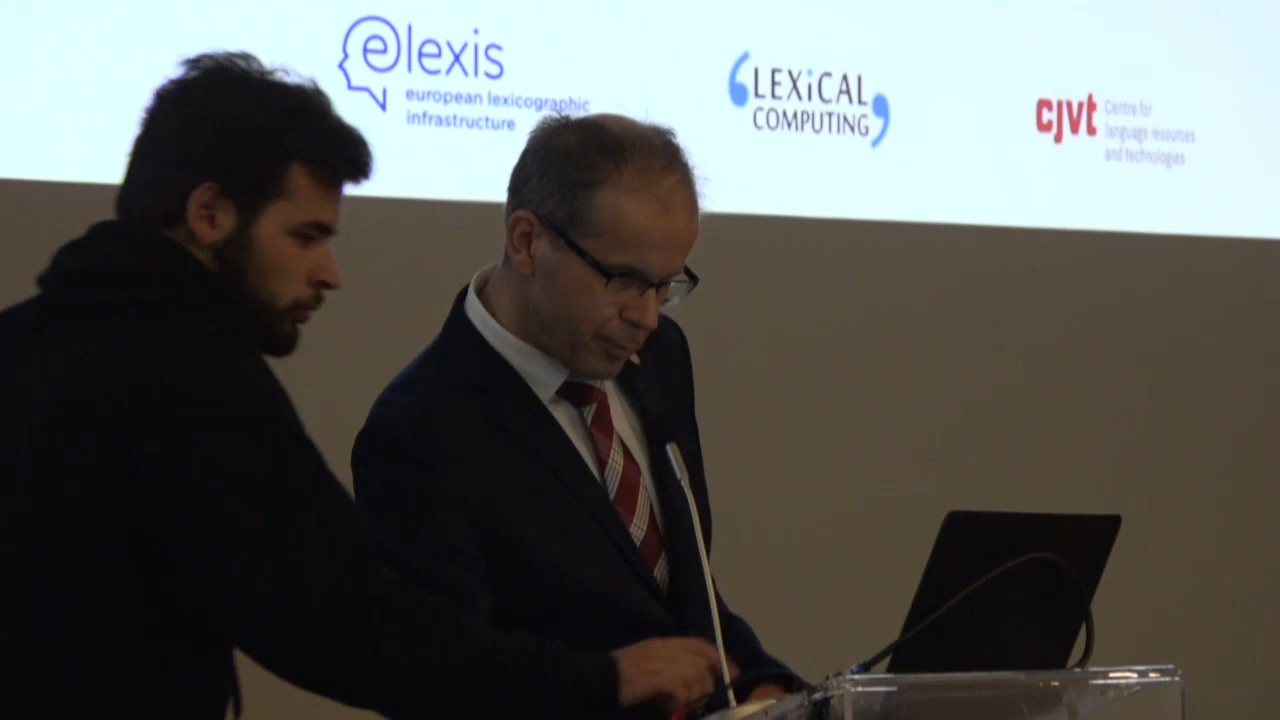 elexis
european lexicographic
infrastructure
LEXiCAL
COMPUTING
cjvt
Centre for
language resources
and technologies